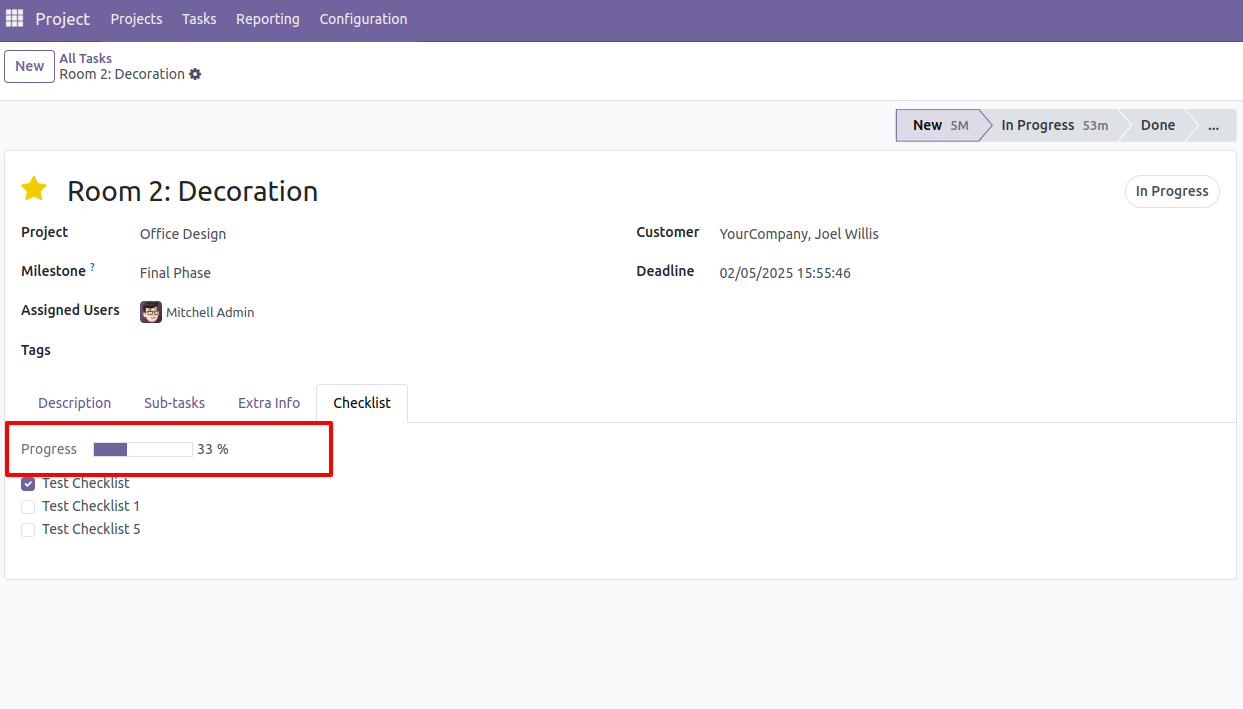 Project Projects Tasks Reporting Configuration
New
All Tasks
Room 2: Decoration
New 5M In Progress 53m Done ...
Room 2: Decoration
In Progress
Project Office Design
Customer YourCompany, Joel Willis
Milestone ? Final Phase
Deadline 02/05/2025 15:55:46
Assigned Users Mitchell Admin
Tags
Description Sub-tasks Extra Info Checklist
Progress 33 %
Test Checklist
Test Checklist 1
Test Checklist 5